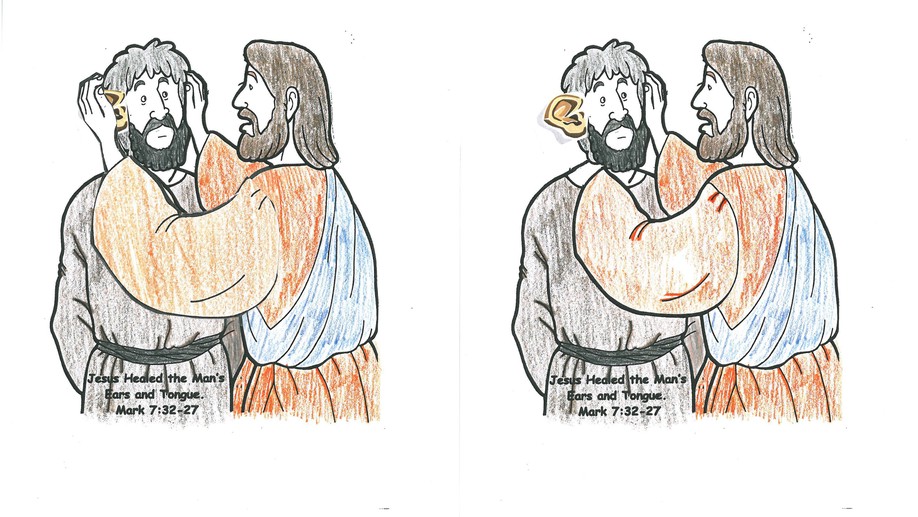 Jesus Healed the Man's
Ears and Tongue.
Mark 7:32-27
Jesus Healed the Man's
Ears and Tongue.
Mark 7:32-27